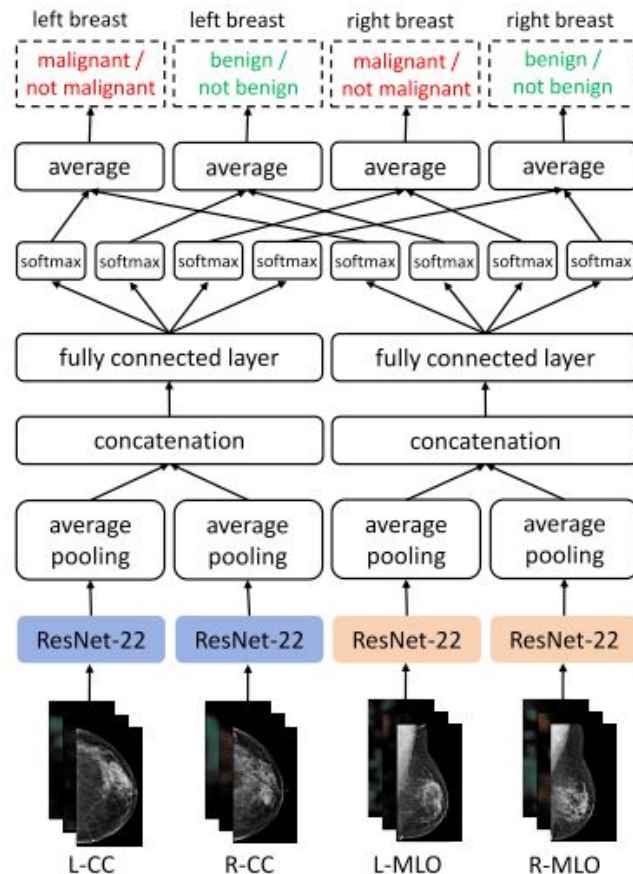 left breast left breast right breast right breast
malignant / benign / malignant / benign /
not malignant not benign not malignant not benign
average average average average
softmax softmax softmax softmax softmax softmax softmax softmax
fully connected layer fully connected layer
concatenation concatenation
average average average average
pooling pooling pooling pooling
ResNet-22 ResNet-22 ResNet-22 ResNet-22
L-CC R-CC L-MLO R-MLO